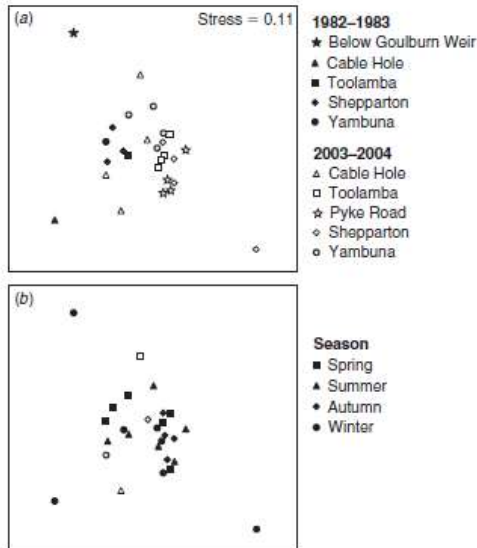 (a)
Stress = 0.11
1982–1983
Below Goulburn Weir
Cable Hole
Toolamba
Shepparton
Yambuna
2003–2004
Cable Hole
Toolamba
Pyke Road
Shepparton
Yambuna
(b)
Season
Spring
Summer
Autumn
Winter